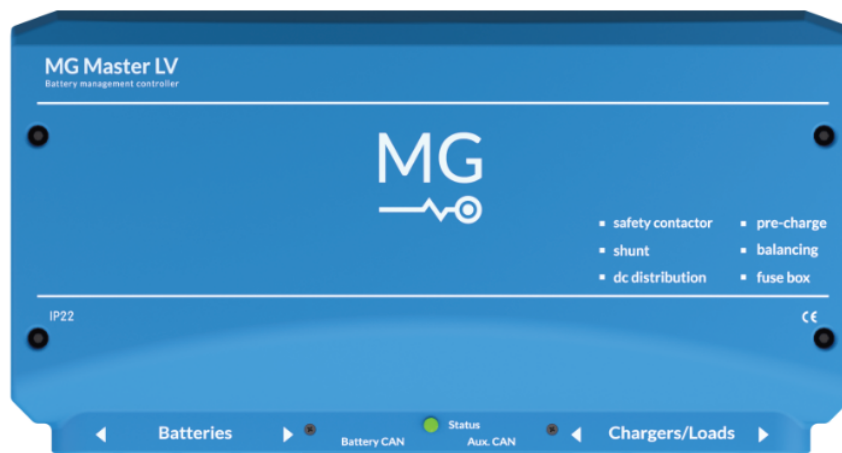 MG Master LV
Battery management controller
MG
safety contactor
pre-charge
shunt
balancing
dc distribution
fuse box
IP22
CE
Batteries
Battery CAN
Status
Aux. CAN
Chargers/Loads